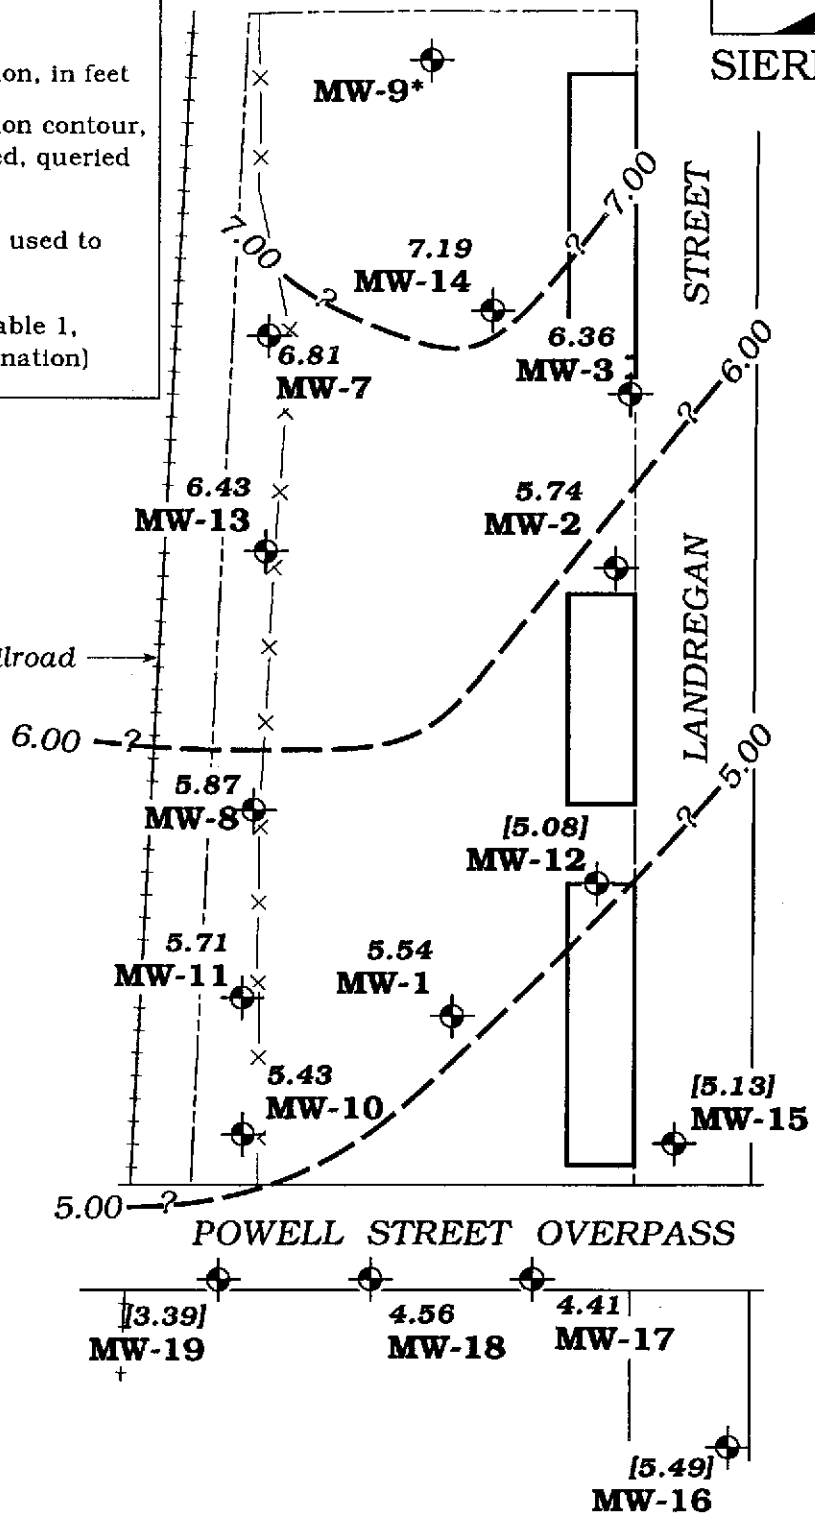 on, in feet
on contour,
ed, queried
used to
able 1,
nation)
SIER
MW-9*
7.00
?
7.00
?
7.19
MW-14
6.81
MW-7
6.36
MW-3
STREET
6.00
?
6.43
MW-13
5.74
MW-2
LANDREGAN
lroad
6.00
?
5.87
MW-8
5.00
?
[5.08]
MW-12
5.71
MW-11
5.54
MW-1
5.43
MW-10
[5.13]
MW-15
5.00
?
POWELL STREET OVERPASS
[3.39]
MW-19
4.56
MW-18
4.41
MW-17
[5.49]
MW-16